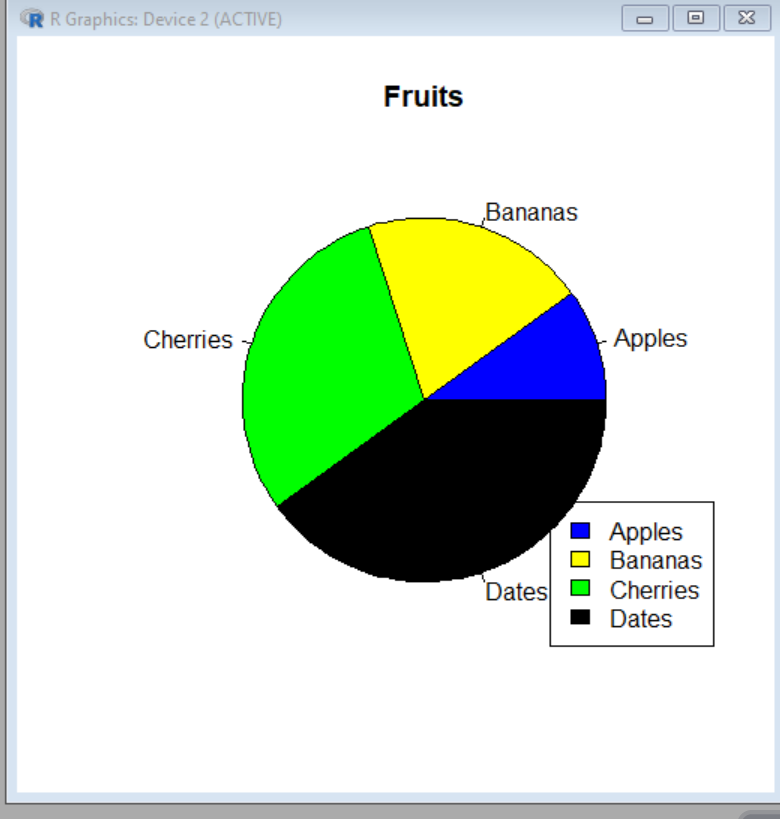 R Graphics: Device 2 (ACTIVE)
Fruits
Bananas
Cherries
Apples
Dates
Apples
Bananas
Cherries
Dates